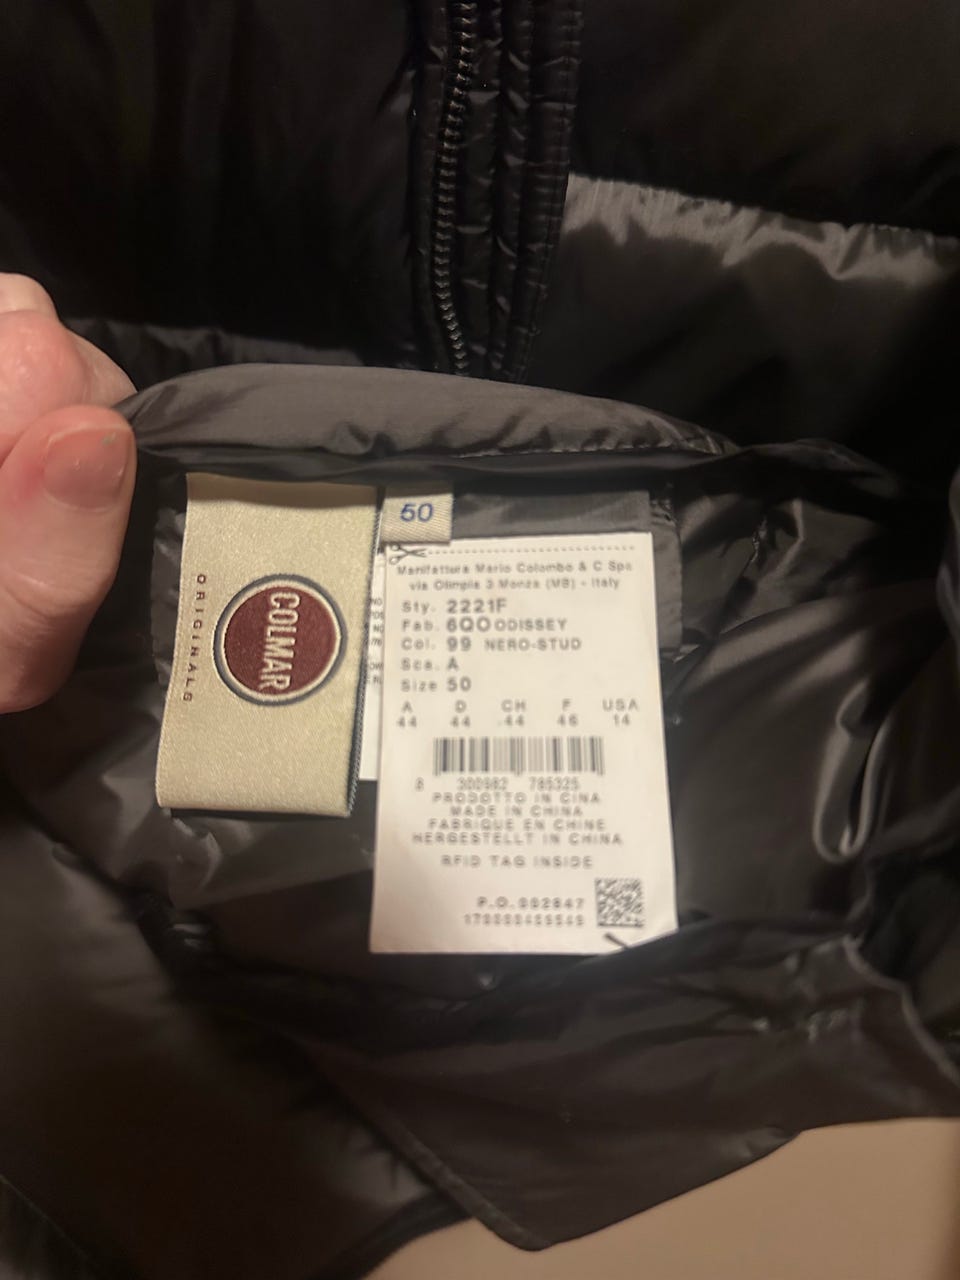 ORIGINALS
COLMAR
50
Manifattura Mario Colombo & C Spa
via Olimpia 3 Monza (MB) - Italy
Sty. 2221F
Fab. 6QO ODISSEY
Col. 99 NERO-STUD
Sca. A
Size 50
A D CH F USA
44 44 44 46 14
8 300982 785325
PRODOTTO IN CINA
MADE IN CHINA
FABRIQUE EN CHINE
HERGESTELLT IN CHINA
RFID TAG INSIDE